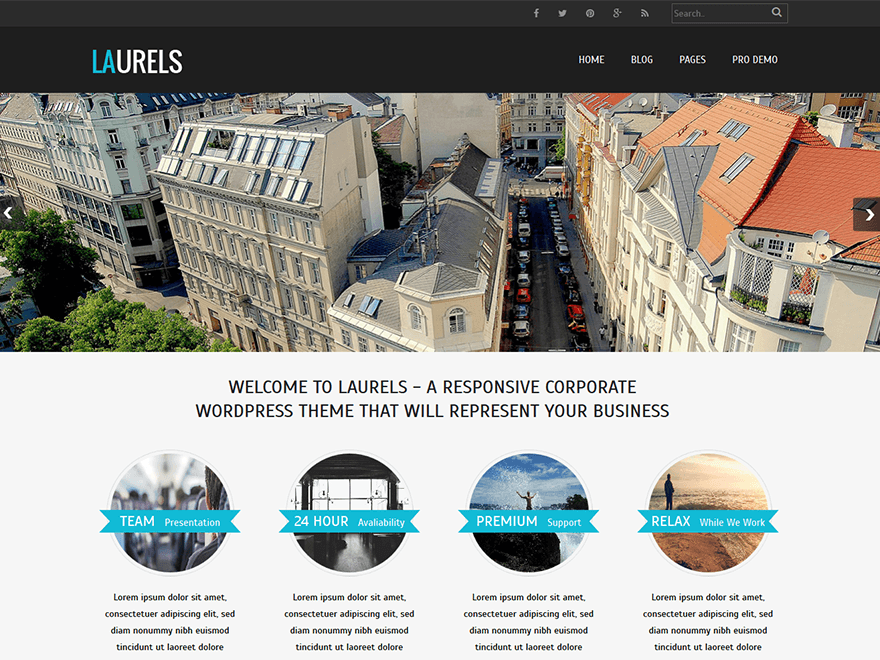 Search..
LAURELS
HOME BLOG PAGES PRO DEMO
WELCOME TO LAURELS - A RESPONSIVE CORPORATE
WORDPRESS THEME THAT WILL REPRESENT YOUR BUSINESS
TEAM Presentation
24 HOUR Avaliability
PREMIUM Support
RELAX While We Work
Lorem ipsum dolor sit amet,
consectetuer adipiscing elit, sed
diam nonummy nibh euismod
tincidunt ut laoreet dolore
Lorem ipsum dolor sit amet,
consectetuer adipiscing elit, sed
diam nonummy nibh euismod
tincidunt ut laoreet dolore
Lorem ipsum dolor sit amet,
consectetuer adipiscing elit, sed
diam nonummy nibh euismod
tincidunt ut laoreet dolore
Lorem ipsum dolor sit amet,
consectetuer adipiscing elit, sed
diam nonummy nibh euismod
tincidunt ut laoreet dolore